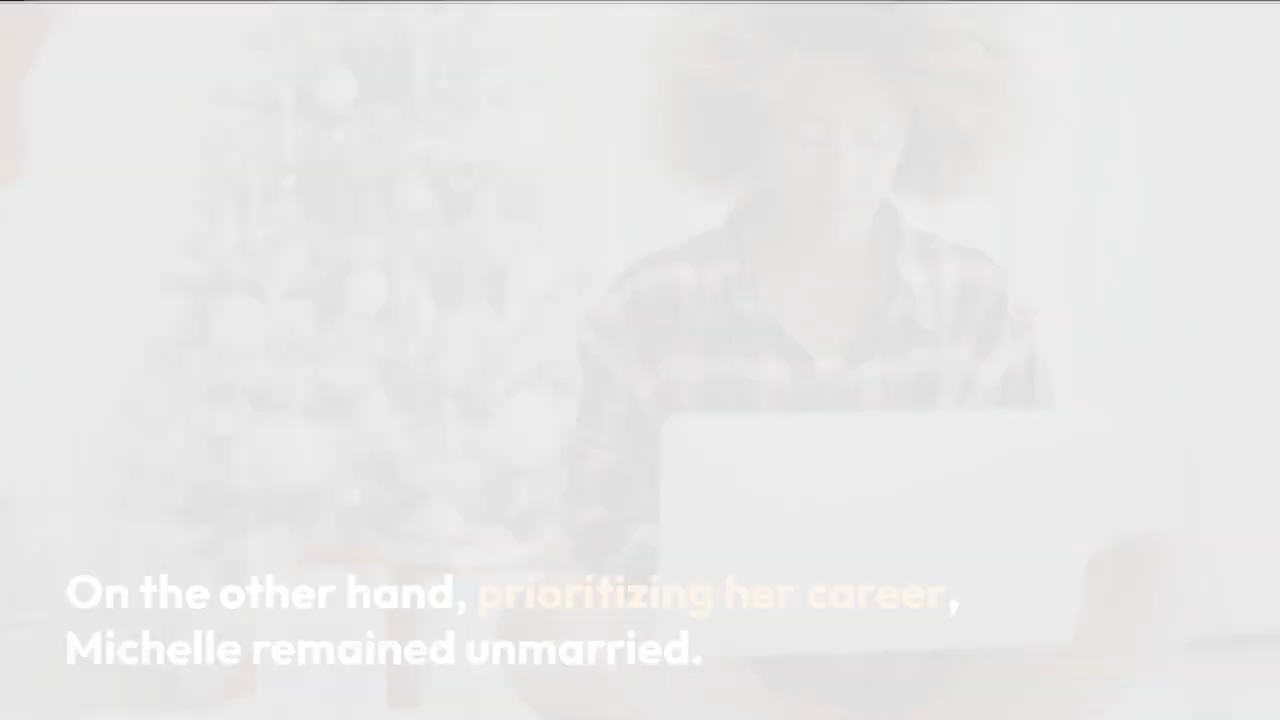 On the other hand, prioritizing her career,
Michelle remained unmarried.